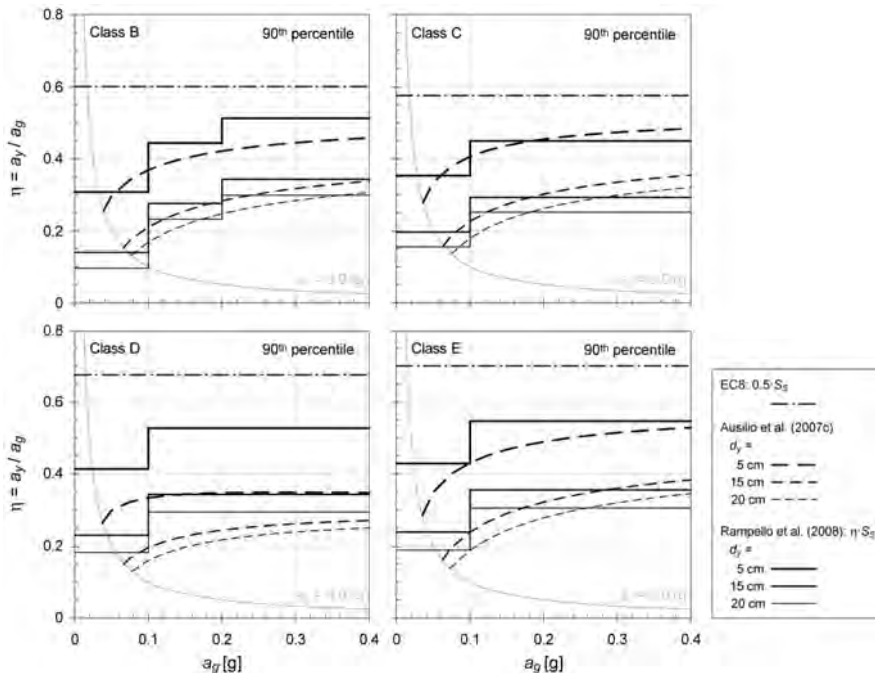 0.8
Class B
90th percentile
Class C
90th percentile
0.6
0.4
0.2
0
η = ay / ag
0.8
Class D
90th percentile
Class E
90th percentile
0.6
0.4
0.2
0
η = ay / ag
0
0.1
0.2
0.3
0.4
0
0.1
0.2
0.3
0.4
ag [g]
ag [g]
EC8: 0.5·SS
Ausilio et al. (2007c)
dy =
5 cm
15 cm
20 cm
Rampello et al. (2008): η·SS
dy =
5 cm
15 cm
20 cm